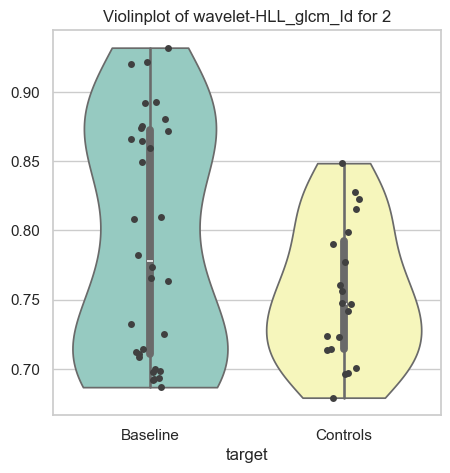 Violinplot of wavelet-HLL_glcm_Id for 2
0.90
0.85
0.80
0.75
0.70
Baseline Controls
target